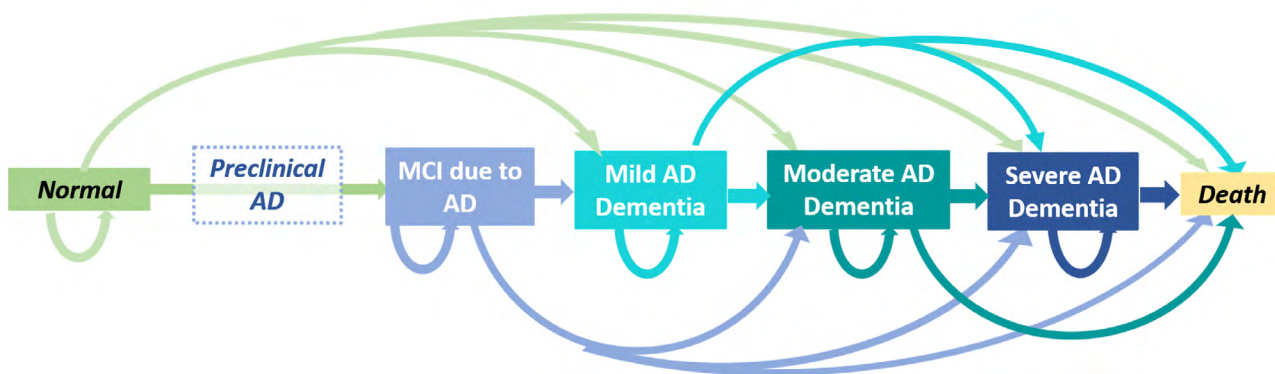 Normal
Preclinical
AD
MCI due to
AD
Mild AD
Dementia
Moderate AD
Dementia
Severe AD
Dementia
Death